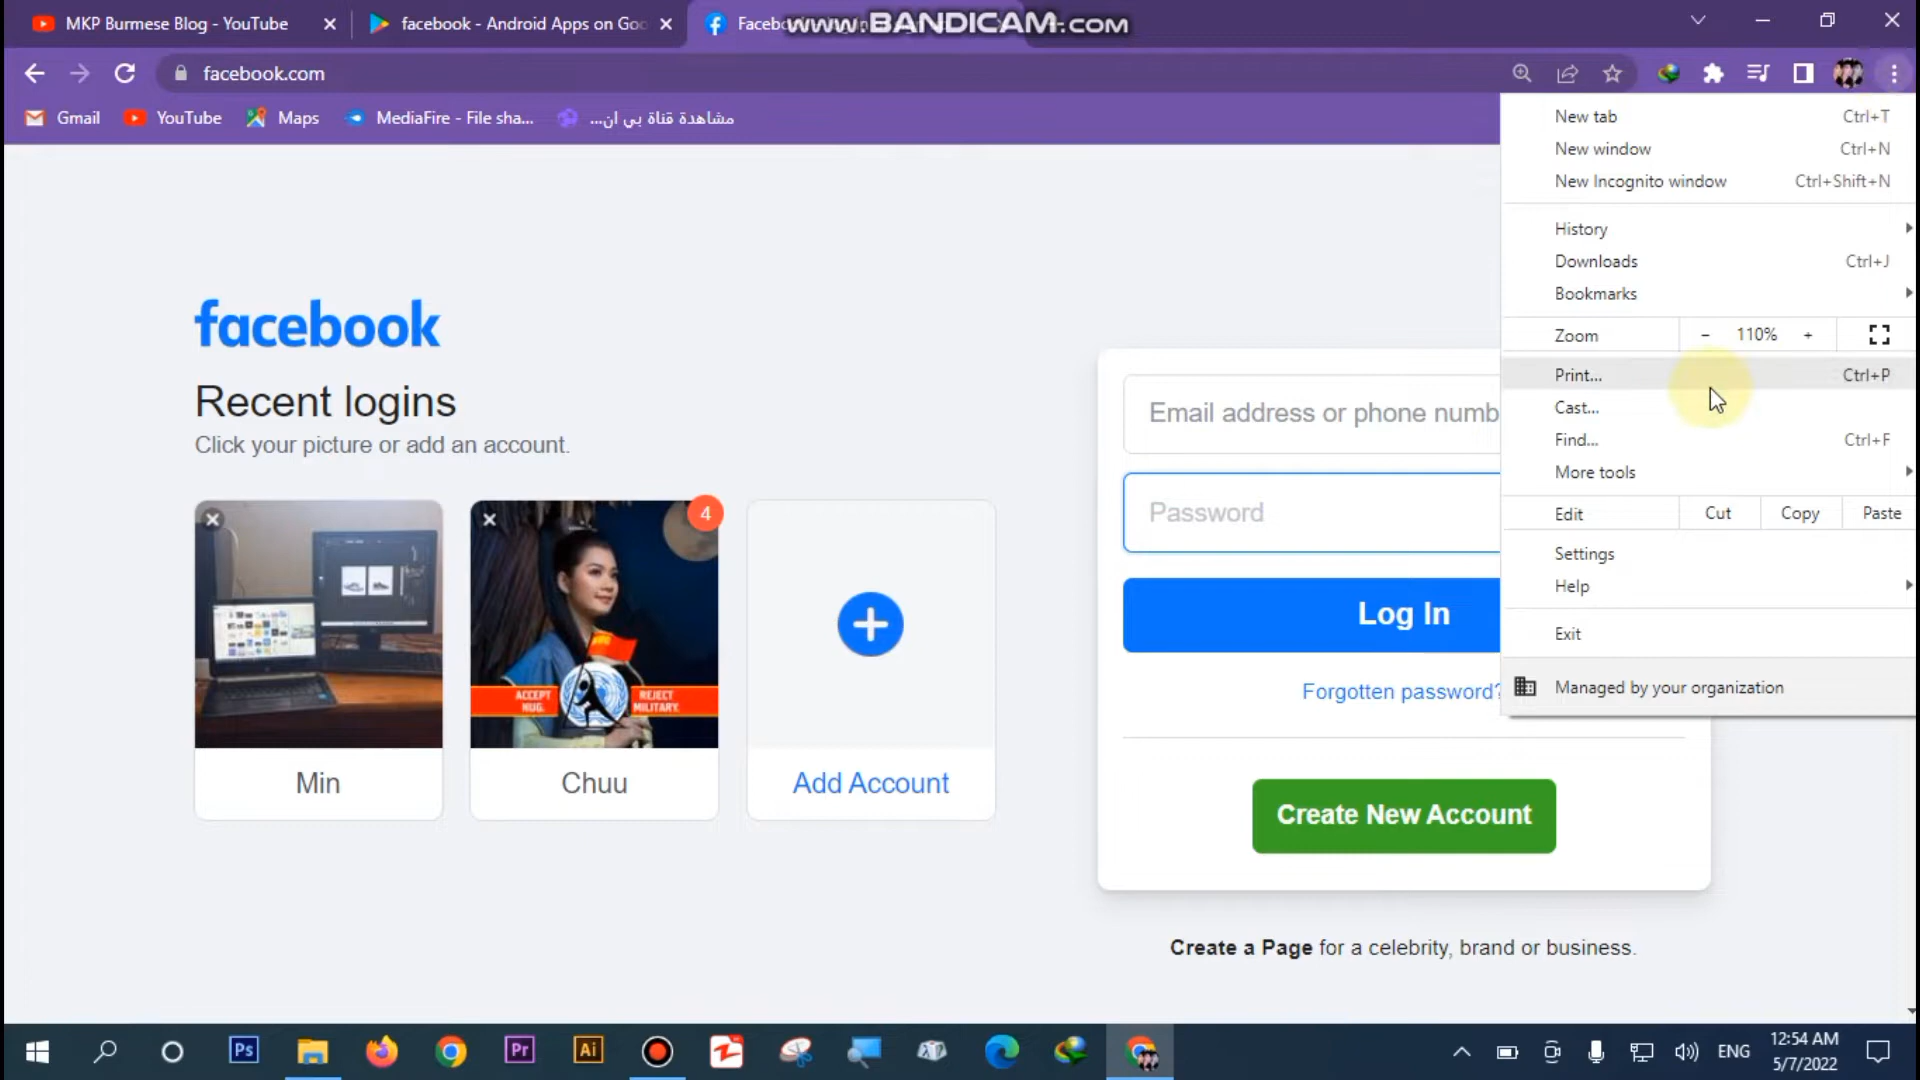 MKP Burmese Blog - YouTube
facebook - Android Apps on Goo
Faceb
www.BANDICAM.com
facebook.com
Gmail
YouTube
Maps
MediaFire - File sha...
مشاهدة قناة بي ان...
New tab Ctrl+T
New window Ctrl+N
New Incognito window Ctrl+Shift+N
History
Downloads Ctrl+J
Bookmarks
Zoom - 110% +
Print... Ctrl+P
Cast...
Find... Ctrl+F
More tools
Edit Cut Copy Paste
Settings
Help
Exit
Managed by your organization
facebook
Recent logins
Click your picture or add an account.
4
ACCEPT
NUG.
REJECT
MILITARY.
Min
Chuu
Add Account
Email address or phone numb
Password
Log In
Forgotten password?
Create New Account
Create a Page for a celebrity, brand or business.
Ps
Pr
Ai
ENG
12:54 AM
5/7/2022